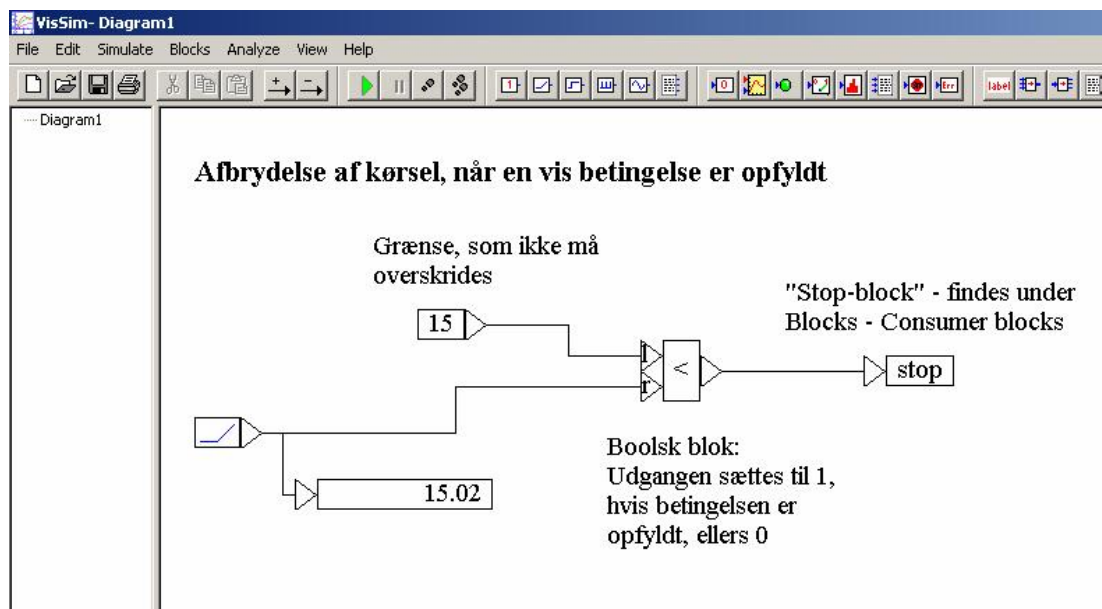 VisSim- Diagram1
File Edit Simulate Blocks Analyze View Help
label
Err
Diagram1
Afbrydelse af kørsel, når en vis betingelse er opfyldt
Grænse, som ikke må
overskrides
"Stop-block" - findes under
Blocks - Consumer blocks
15
l
<
stop
r
Boolsk blok:
Udgangen sættes til 1,
hvis betingelsen er
opfyldt, ellers 0
15.02